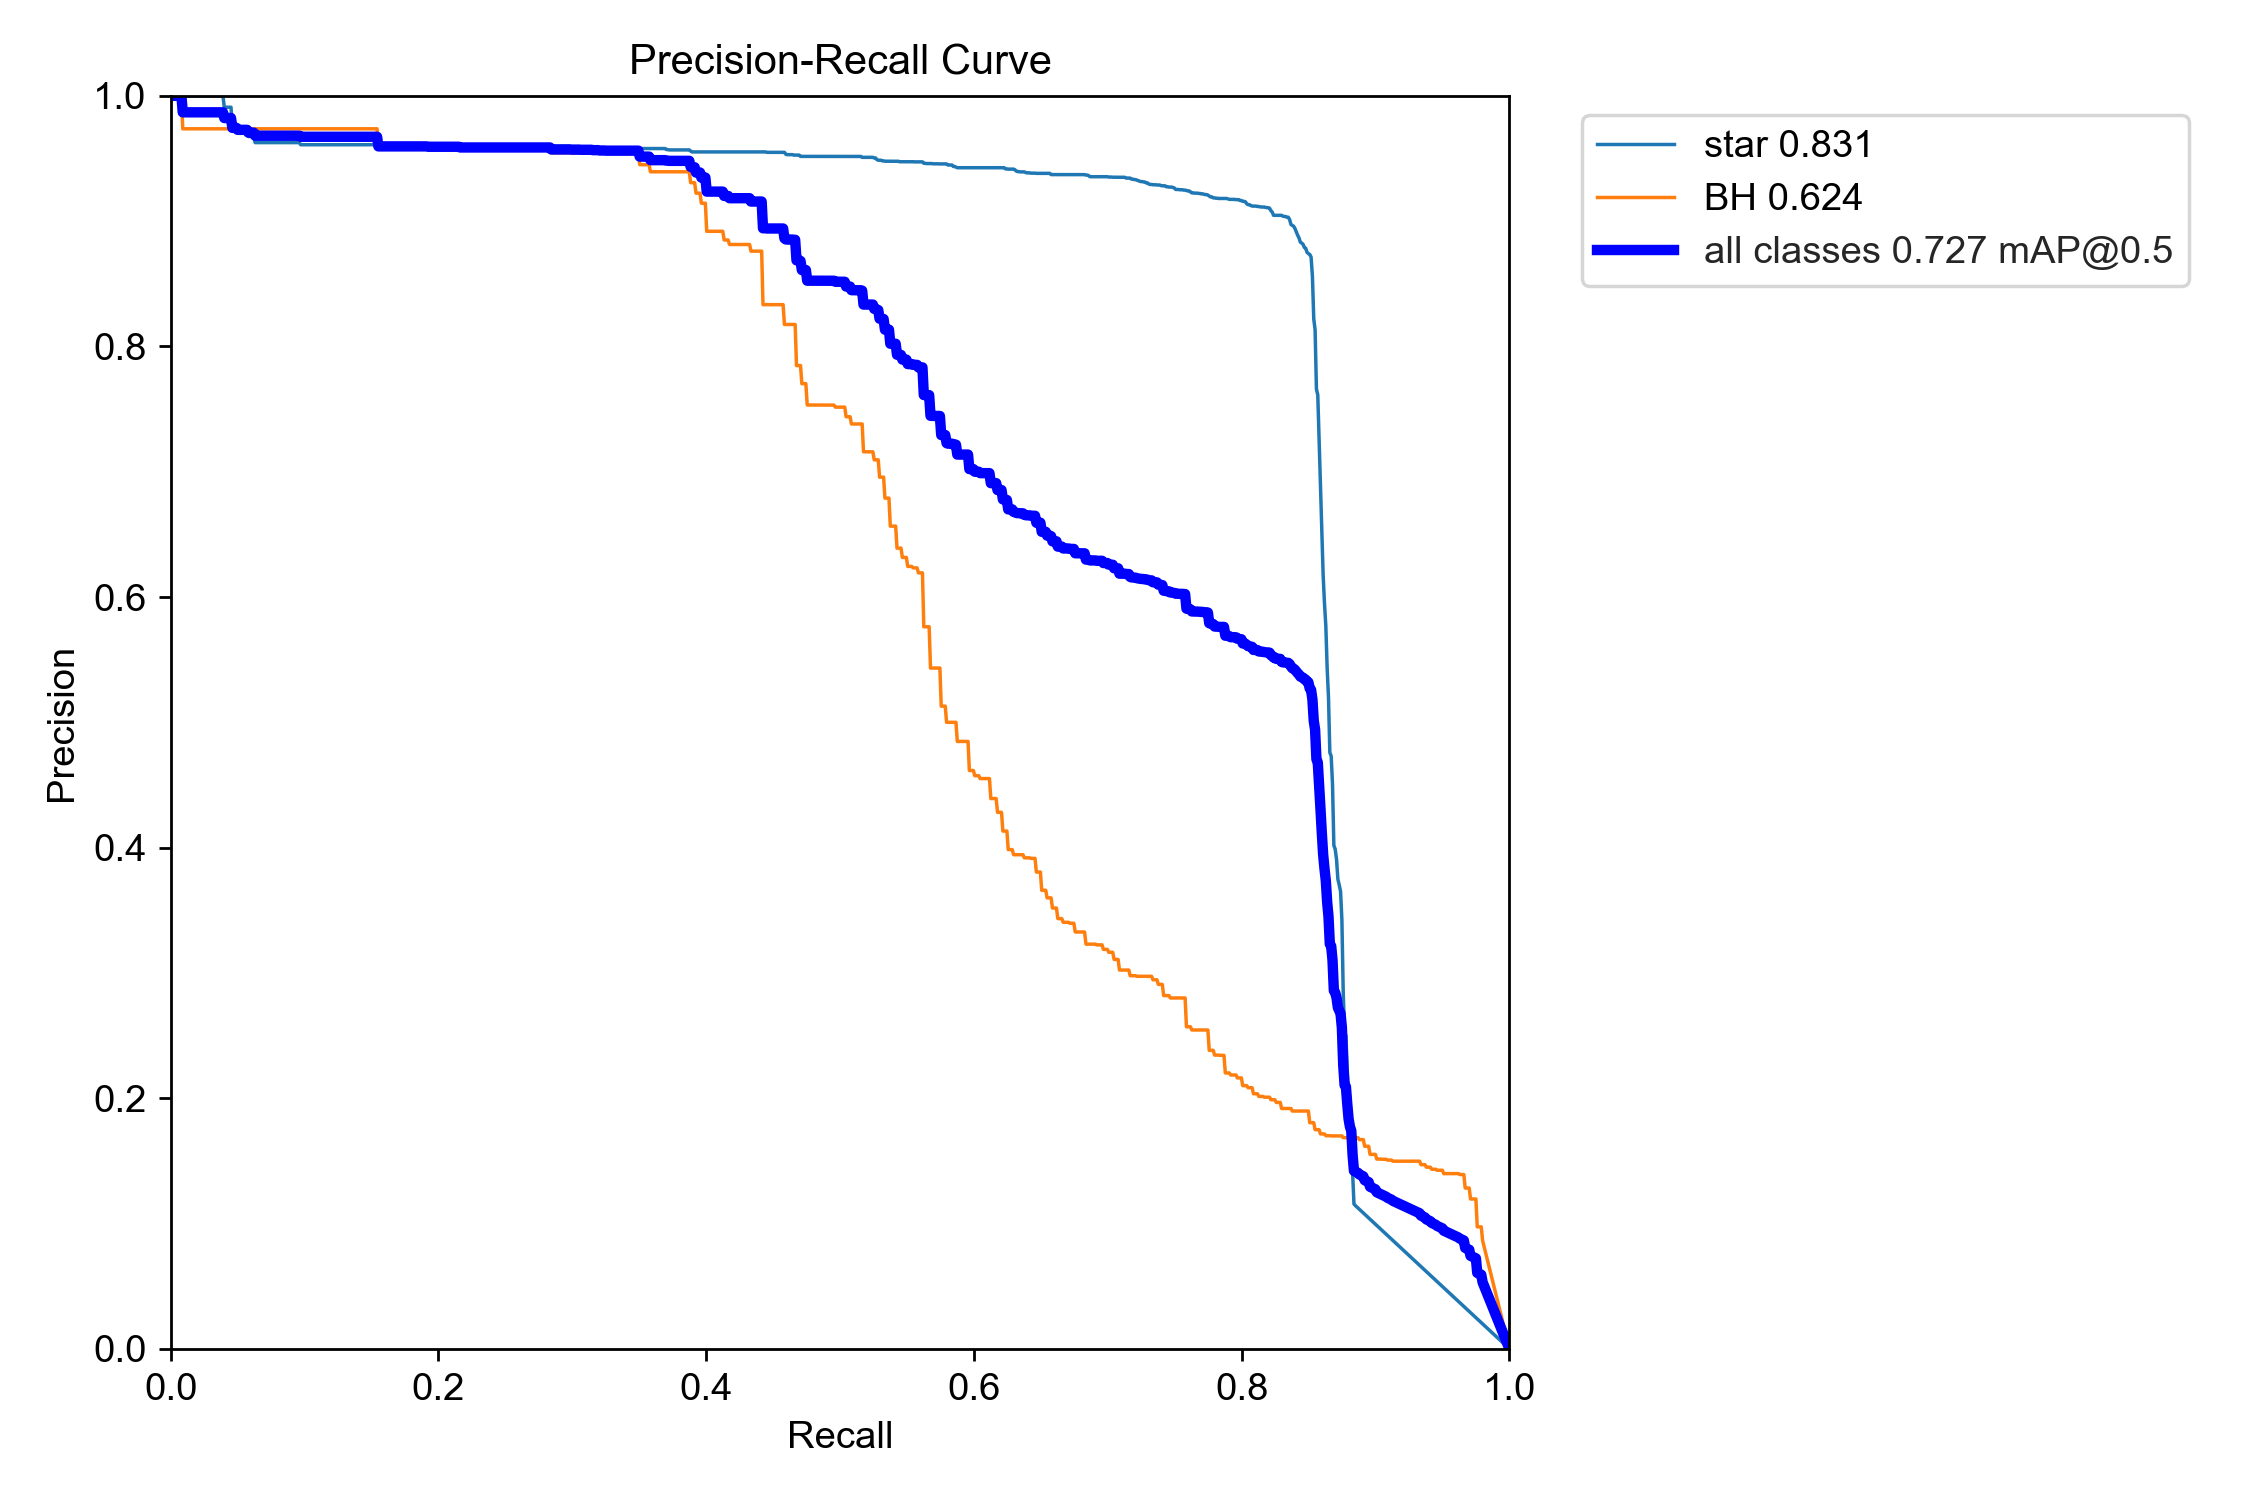 Precision-Recall Curve
1.0
0.8
0.6
0.4
0.2
0.0
Precision
0.0 0.2 0.4 0.6 0.8 1.0
Recall
star 0.831
BH 0.624
all classes 0.727 mAP@0.5